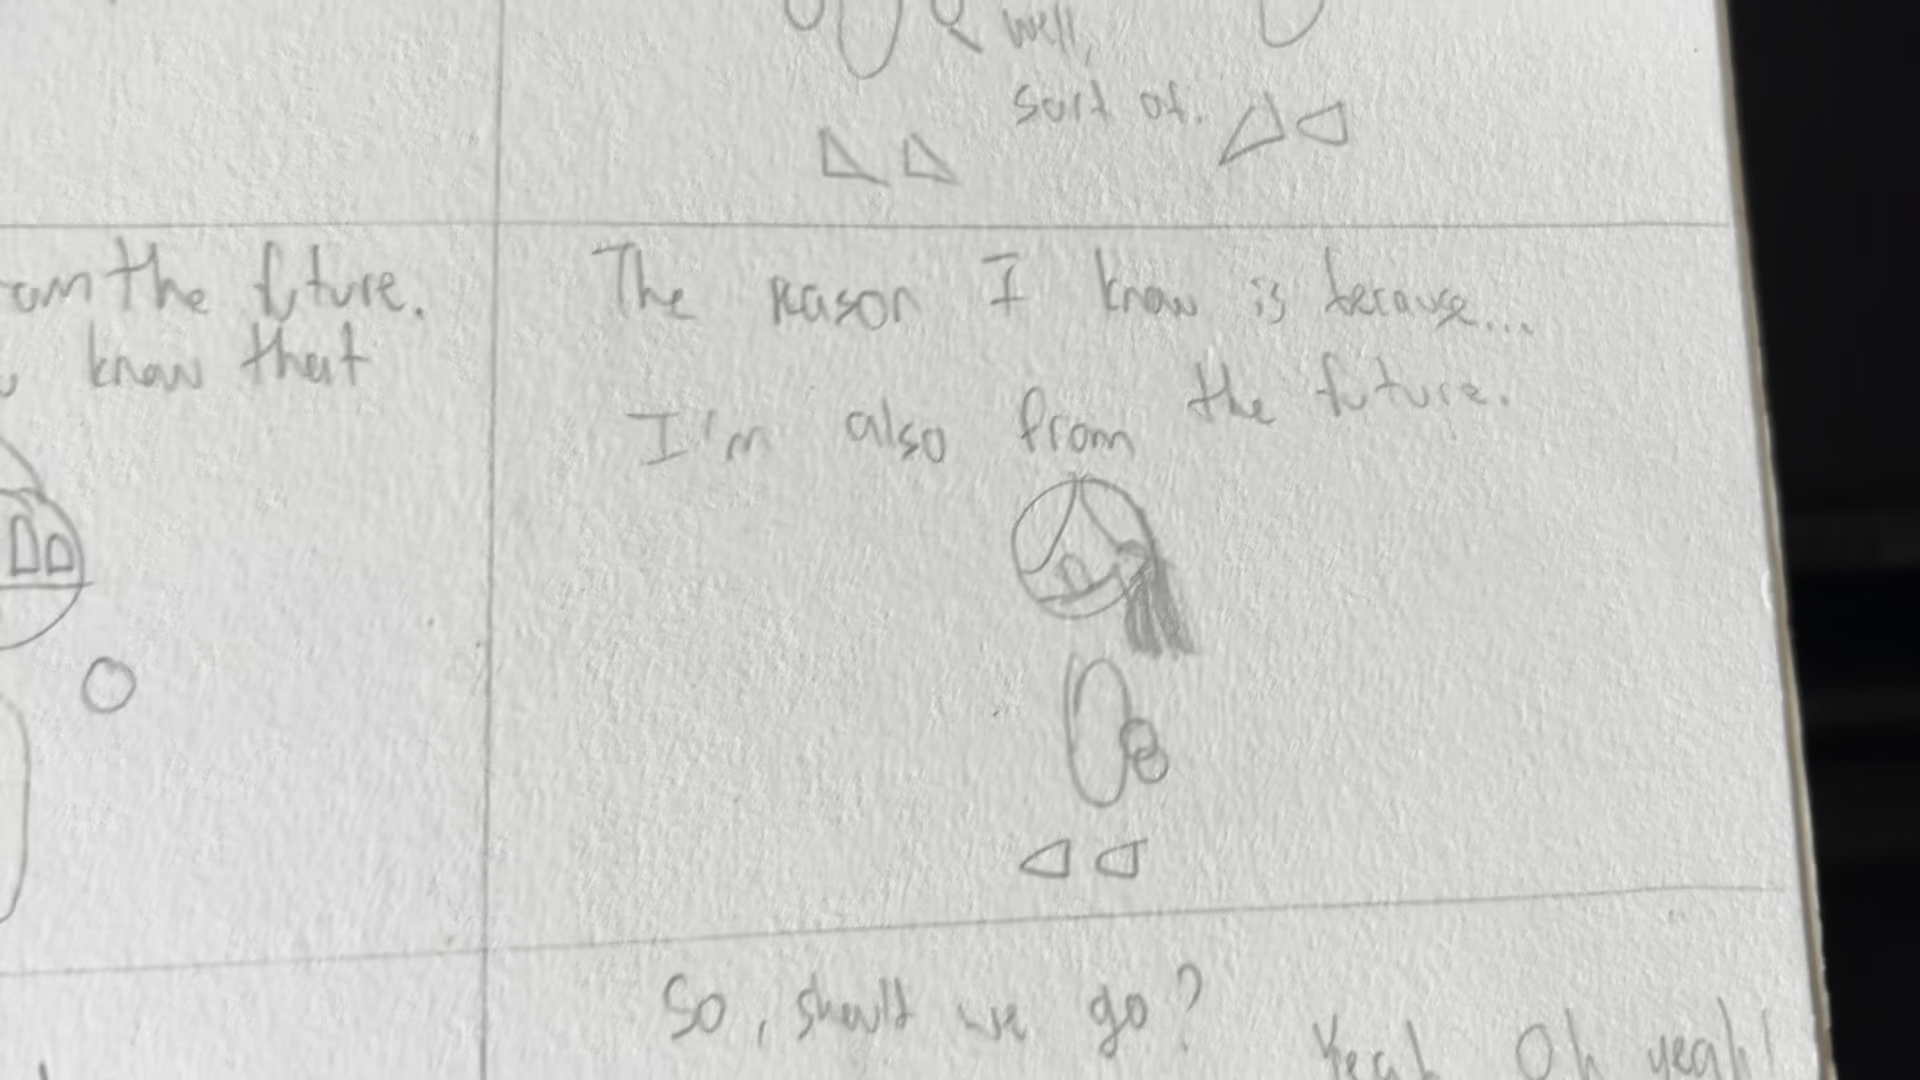 well,
sort of.
the future.
know that
The reason I know is because...
I'm also from the future.
So, should we go?
Yeah Oh yeah!